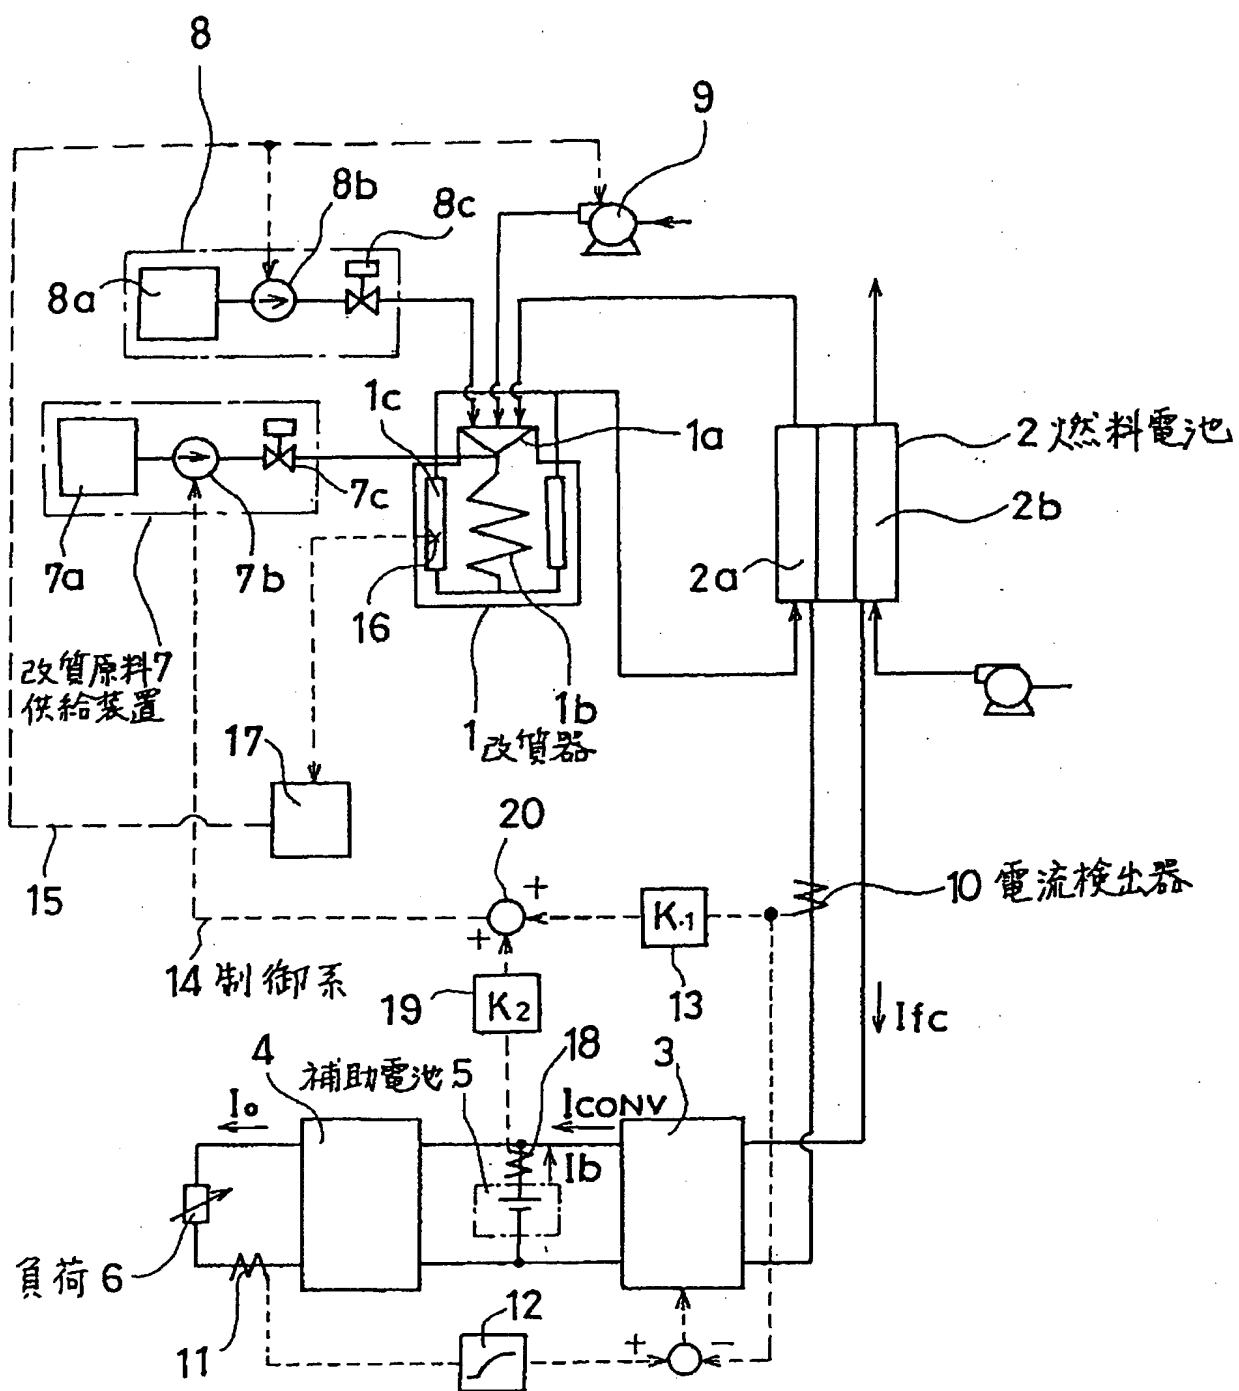 8
9
8b
8c
8a
1c
1a
2 燃料電池
7c
2b
7a
7b
2a
16
改質原料7
供給装置
1b
1 改質器
17
20
15
+
K.1
10 電流検出器
+
14 制御系
19
K2
13
Ifc
18
4
補助電池 5
3
Io
ICONV
Ib
負荷 6
12
11
+
−